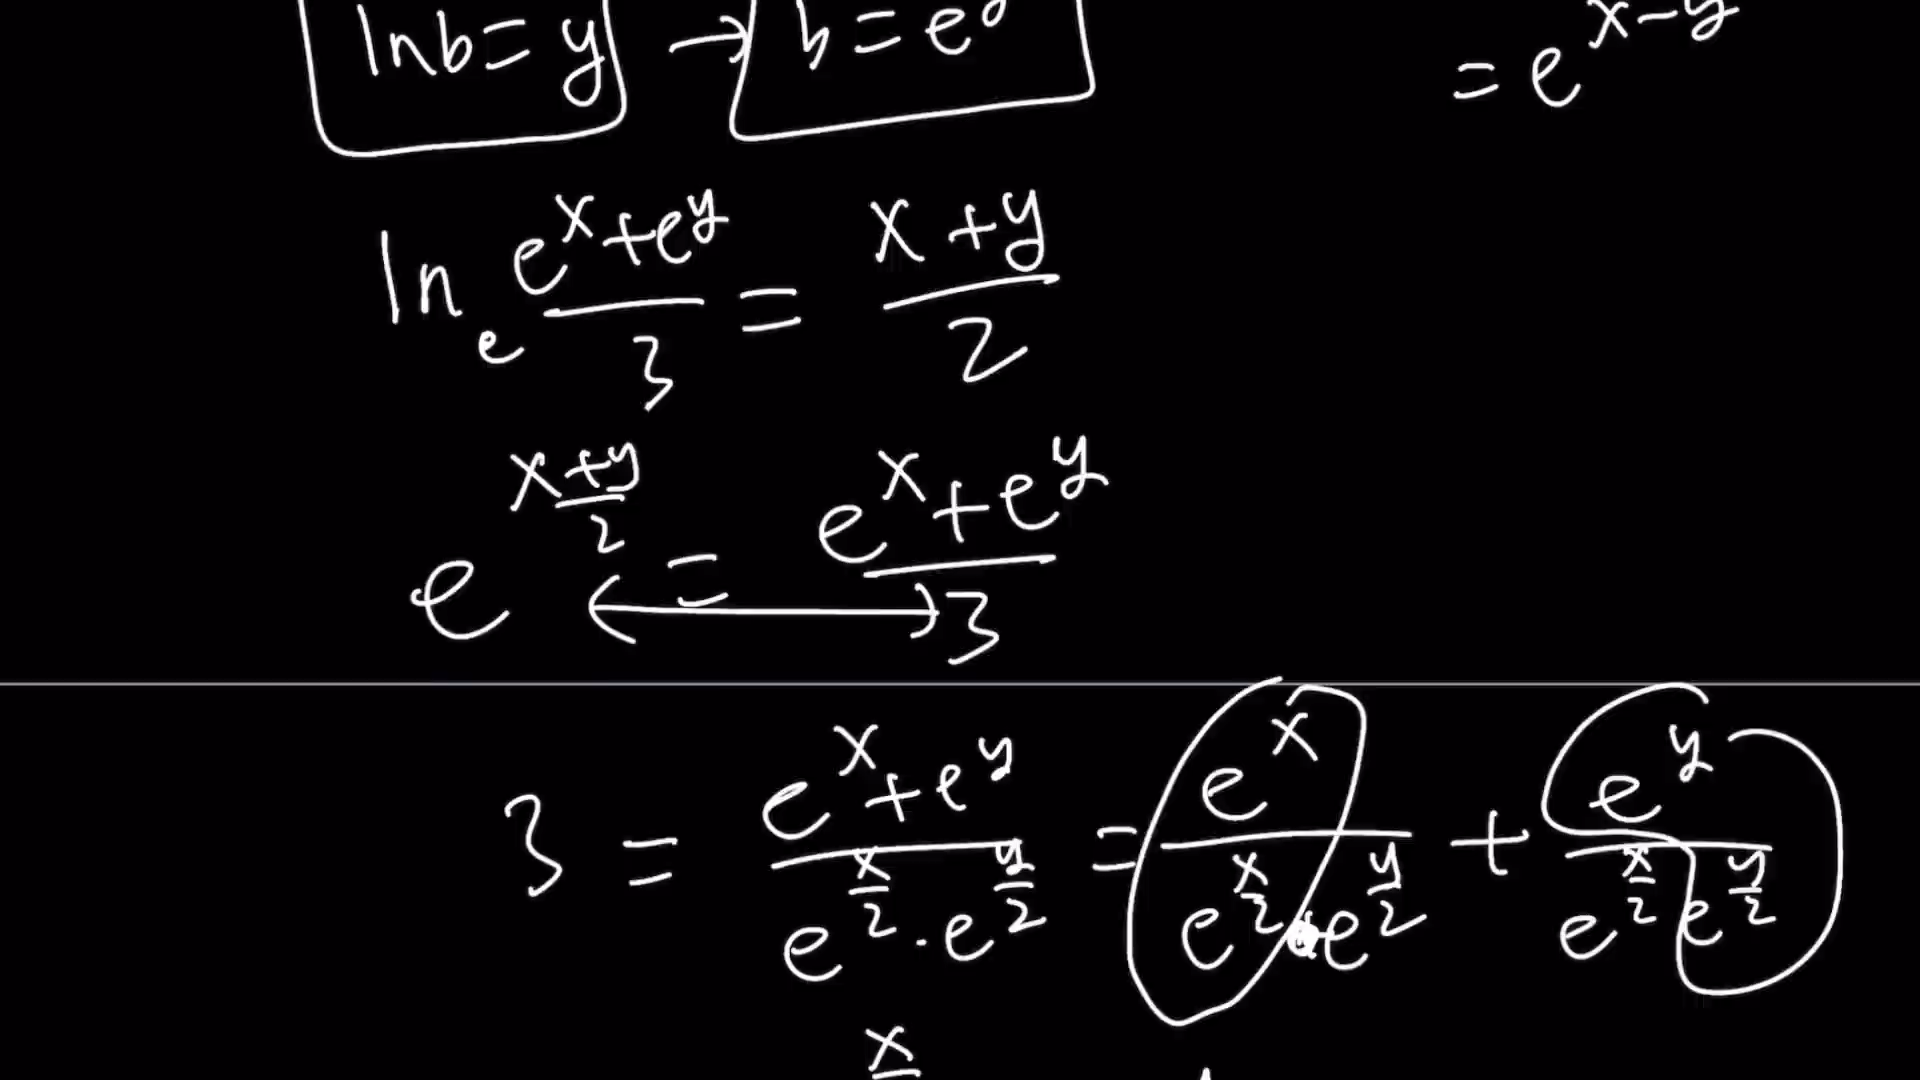 ln b = y → b = e^y
= e^{x-y}
ln_e (e^x + e^y)/3 = (x + y)/2
e^{(x+y)/2} = (e^x + e^y)/3
3 = (e^x + e^y)/(e^{x/2} · e^{y/2}) = e^x/(e^{x/2} · e^{y/2}) + e^y/(e^{x/2} e^{y/2})
x